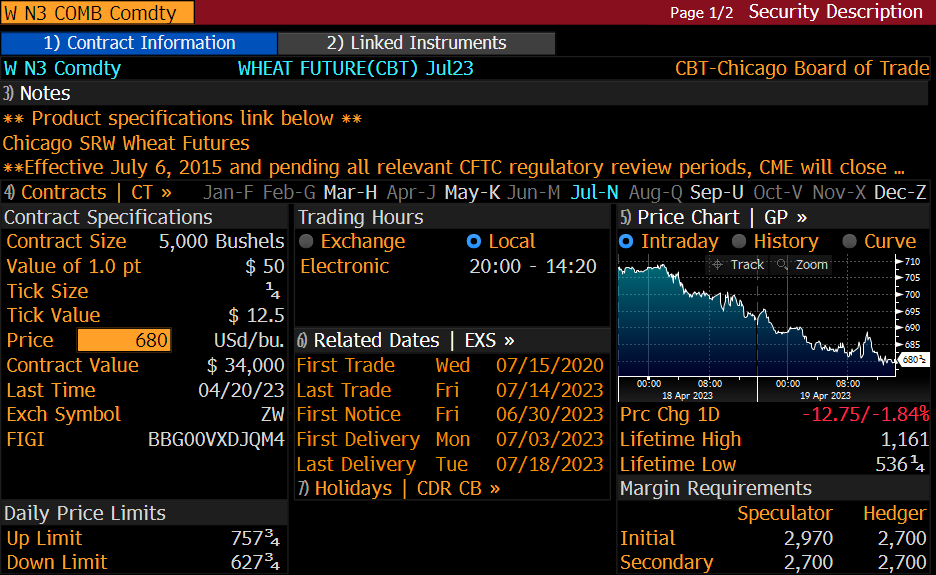 W N3 COMB Comdty Page 1/2 Security Description
1) Contract Information 2) Linked Instruments
W N3 Comdty WHEAT FUTURE(CBT) Jul23 CBT-Chicago Board of Trade
3) Notes
** Product specifications link below **
Chicago SRW Wheat Futures
**Effective July 6, 2015 and pending all relevant CFTC regulatory review periods, CME will close ...
4) Contracts | CT » Jan-F Feb-G Mar-H Apr-J May-K Jun-M Jul-N Aug-Q Sep-U Oct-V Nov-X Dec-Z
Contract Specifications
Contract Size 5,000 Bushels
Value of 1.0 pt $ 50
Tick Size ¼
Tick Value $ 12.5
Price 680 USd/bu.
Contract Value $ 34,000
Last Time 04/20/23
Exch Symbol ZW
FIGI BBG00VXDJQM4
Daily Price Limits
Up Limit 757¾
Down Limit 627¾
Trading Hours
Exchange Local
Electronic 20:00 - 14:20
6) Related Dates | EXS »
First Trade Wed 07/15/2020
Last Trade Fri 07/14/2023
First Notice Fri 06/30/2023
First Delivery Mon 07/03/2023
Last Delivery Tue 07/18/2023
7) Holidays | CDR CB »
5) Price Chart | GP »
Intraday History Curve
Track Zoom
710
705
700
695
690
685
680½
00:00 08:00 00:00 08:00
18 Apr 2023 19 Apr 2023
Prc Chg 1D -12.75/-1.84%
Lifetime High 1,161
Lifetime Low 536¼
Margin Requirements
Speculator Hedger
Initial 2,970 2,700
Secondary 2,700 2,700